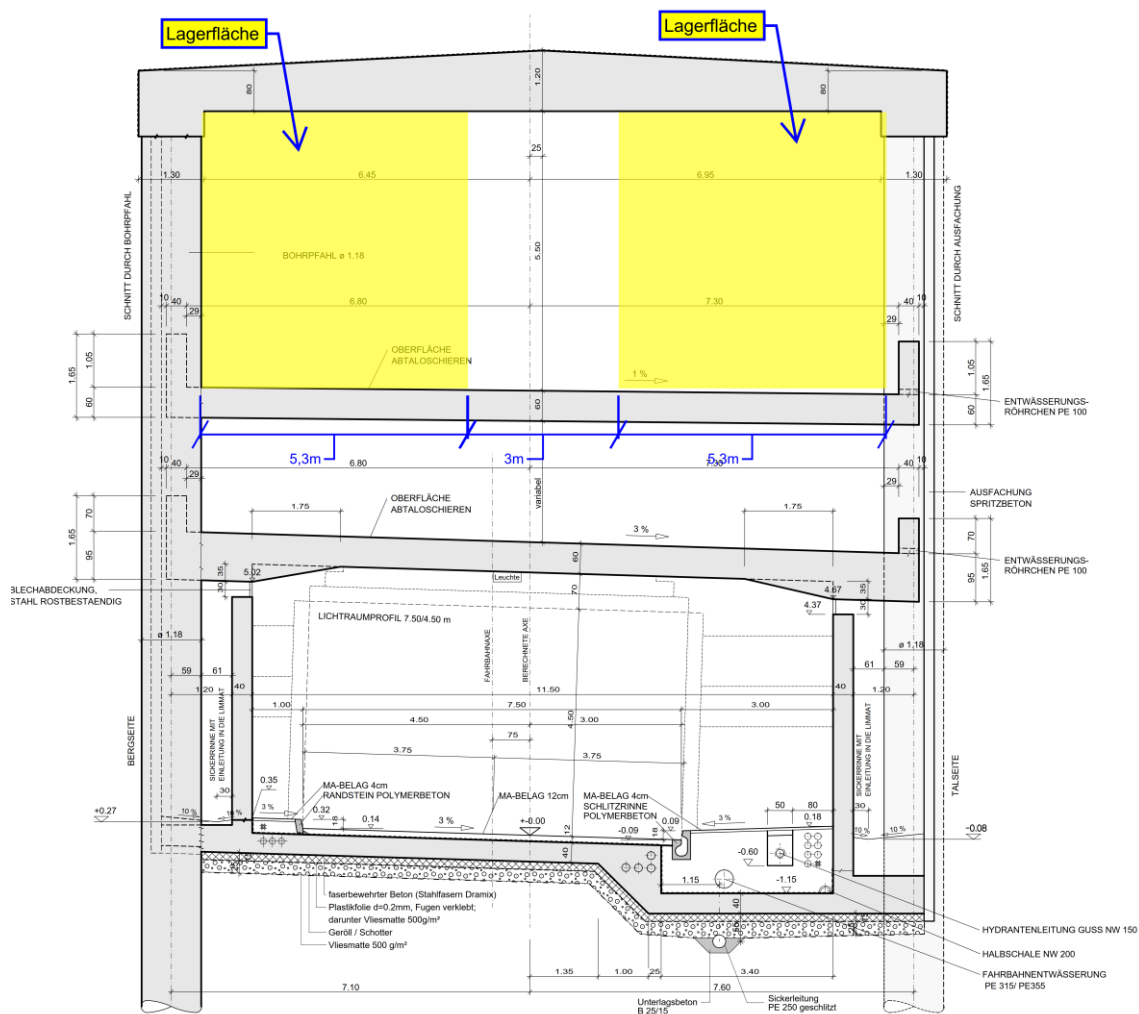 Lagerfläche
Lagerfläche
80
1.20
80
25
1.30
6.45
6.95
1.30
SCHNITT DURCH BOHRPFAHL
SCHNITT DURCH AUSFACHUNG
BOHRPFAHL ø 1.18
5.50
10
40
6.80
7.30
40
10
29
29
1.65
1.05
60
OBERFLÄCHE
ABTALOSCHIEREN
1 %
1.05
1.65
60
60
ENTWÄSSERUNGS-
RÖHRCHEN PE 100
5,3m
3m
5,3m
10
40
6.80
7.30
40
10
29
29
variabel
1.65
70
95
OBERFLÄCHE
ABTALOSCHIEREN
AUSFACHUNG
SPRITZBETON
1.75
1.75
3 %
70
1.65
95
ENTWÄSSERUNGS-
RÖHRCHEN PE 100
60
5.02
35
30
Leuchte
70
4.67
35
30
4.37
BLECHABDECKUNG,
STAHL ROSTBESTAENDIG
LICHTRAUMPROFIL 7.50/4.50 m
FAHRBAHNAXE
BERECHNETE AXE
ø 1,18
ø 1,18
59
61
61
59
1.20
40
11.50
40
1.20
1.00
7.50
3.00
4.50
3.00
4.50
75
3.75
3.75
BERGSEITE
SICKERRINNE MIT
EINLEITUNG IN DIE LIMMAT
SICKERRINNE MIT
EINLEITUNG IN DIE LIMMAT
TALSEITE
30
0.35
MA-BELAG 4cm
RANDSTEIN POLYMERBETON
MA-BELAG 12cm
MA-BELAG 4cm
SCHLITZRINNE
POLYMERBETON
50
80
30
+0.27
10 %
10 %
3 %
0.32
18
0.14
3 %
+-0.00
12
-0.09
18
0.09
3 %
0.18
10 %
10 %
-0.08
40
-0.60
1.15
-1.15
40
faserbewehrter Beton (Stahlfasern Dramix)
Plastikfolie d=0.2mm, Fugen verklebt;
darunter Vliesmatte 500g/m²
Geröll / Schotter
Vliesmatte 500 g/m²
HYDRANTENLEITUNG GUSS NW 150
HALBSCHALE NW 200
FAHRBAHNENTWÄSSERUNG
PE 315/ PE355
1.35
1.00
25
3.40
7.10
7.60
Unterlagsbeton
B 25/15
Sickerleitung
PE 250 geschlitzt